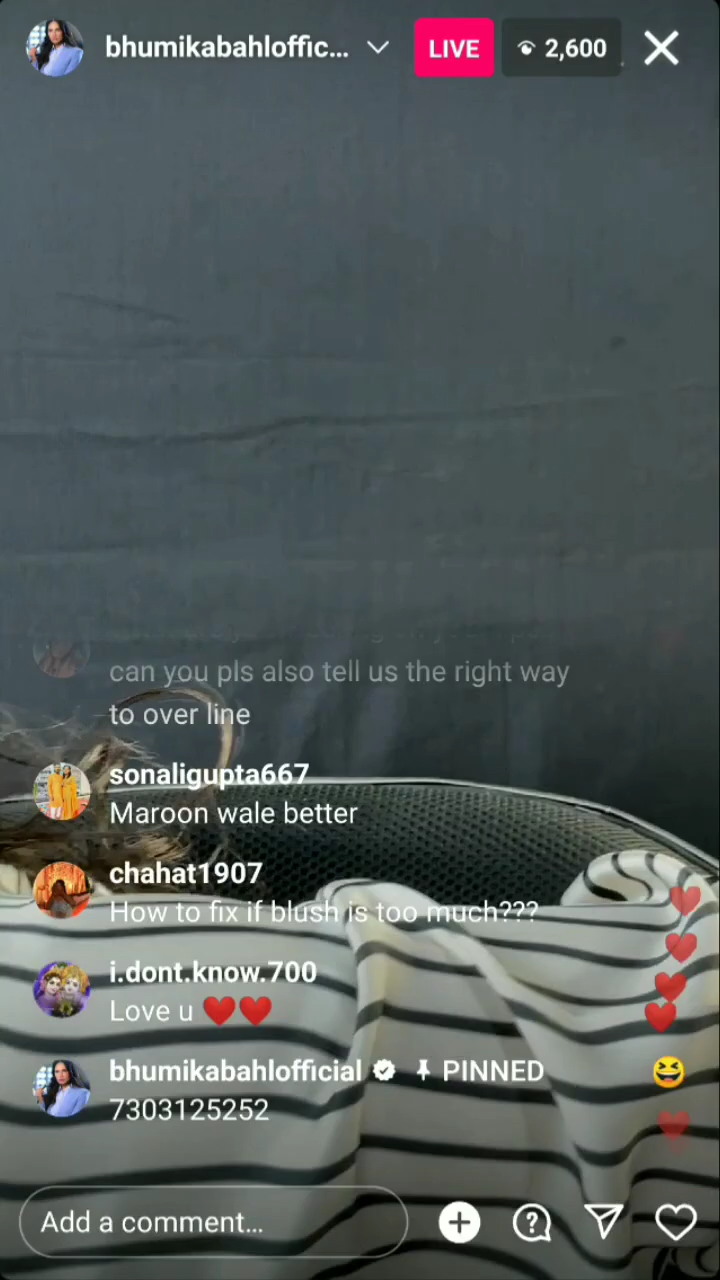 bhumikabahloffic...
LIVE
2,600
can you pls also tell us the right way
to over line
sonaligupta667
Maroon wale better
chahat1907
How to fix if blush is too much???
i.dont.know.700
Love u ❤️❤️
bhumikabahlofficial PINNED
7303125252
Add a comment...